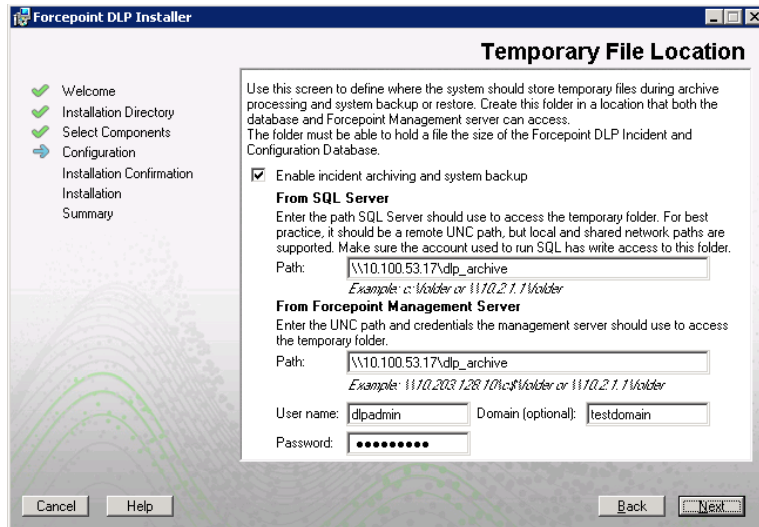 Forcepoint DLP Installer
Temporary File Location
Welcome
Installation Directory
Select Components
Configuration
Installation Confirmation
Installation
Summary
Use this screen to define where the system should store temporary files during archive
processing and system backup or restore. Create this folder in a location that both the
database and Forcepoint Management server can access.
The folder must be able to hold a file the size of the Forcepoint DLP Incident and
Configuration Database.
Enable incident archiving and system backup
From SQL Server
Enter the path SQL Server should use to access the temporary folder. For best
practice, it should be a remote UNC path, but local and shared network paths are
supported. Make sure the account used to run SQL has write access to this folder.
Path: \\10.100.53.17\dlp_archive
Example: c:\folder or \\10.2.1.1\folder
From Forcepoint Management Server
Enter the UNC path and credentials the management server should use to access
the temporary folder.
Path: \\10.100.53.17\dlp_archive
Example: \\10.203.128.10\c$\folder or \\10.2.1.1\folder
User name: dlpadmin Domain (optional): testdomain
Password: ●●●●●●●●●
Cancel Help Back Next